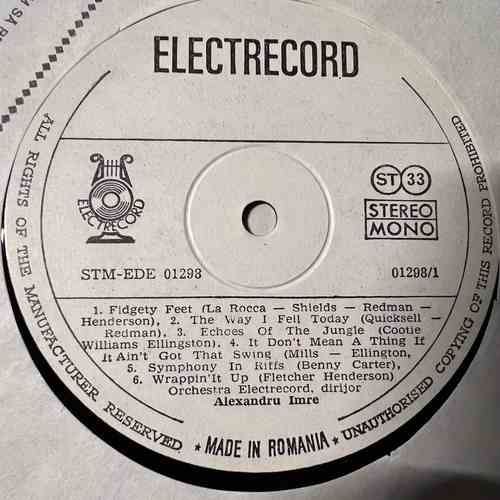 ELECTRECORD
ELECTRECORD
ST 33
STEREO
MONO
STM-EDE 01298
01298/1
1. Fidgety Feet (La Rocca — Shields — Redman —
Henderson), 2. The Way I Fell Today (Quicksell —
Redman). 3. Echoes Of The Jungle (Cootie
Williams Ellingston). 4. It Don't Mean A Thing If
It Ain't Got That Swing (Mills — Ellington,
5. Symphony In Riffs (Benny Carter),
6. Wrappin'It Up (Fletcher Henderson)
Orchestra Electrecord, dirijor
Alexandru Imre
ALL RIGHTS OF THE MANUFACTURER RESERVED. * MADE IN ROMANIA * UNAUTHORISED COPYING OF THIS RECORD PROHIBITED